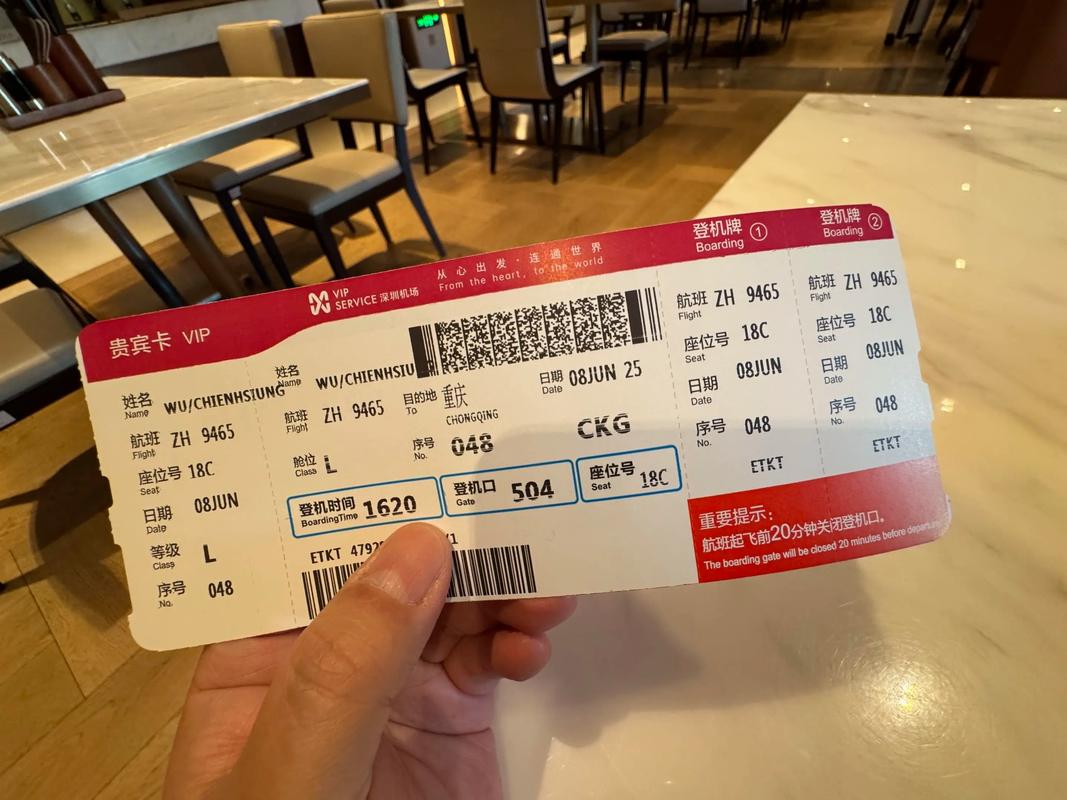 贵宾卡 VIP
VIP
SERVICE 深圳机场
从心出发·连通世界
From the heart, to the world
登机牌 ①
Boarding
登机牌 ②
Boarding
姓名 WU/CHIENHSIUNG
Name
航班 ZH 9465
Flight
座位号 18C
Seat
日期 08JUN
Date
等级 L
Class
序号 048
No.
姓名 WU/CHIENHSIU
Name
航班 ZH 9465
Flight
目的地 重庆
To CHONGQING
日期 08JUN 25
Date
舱位 L
Class
序号 048
No.
CKG
登机时间 1620
BoardingTime
登机口 504
Gate
座位号 18C
Seat
ETKT 4792
/1
航班 ZH 9465
Flight
座位号 18C
Seat
日期 08JUN
Date
序号 048
No.
ETKT
航班 ZH 9465
Flight
座位号 18C
Seat
日期 08JUN
Date
序号 048
No.
ETKT
重要提示：
航班起飞前20分钟关闭登机口。
The boarding gate will be closed 20 minutes before departure.